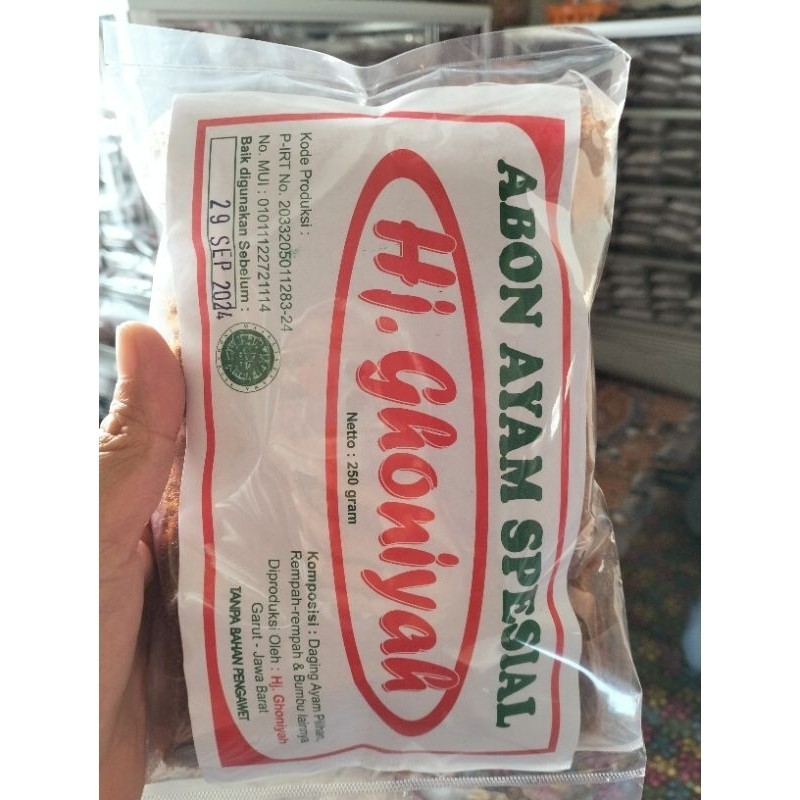 ABON AYAM SPESIAL
Hj. Ghoniyah
Netto : 250 gram
Kode Produksi :
P-IRT No. 2033205011283-24
No. MUI : 01011122721114
Baik digunakan Sebelum :
29 SEP 2024
Komposisi : Daging Ayam Pilihan,
Rempah-rempah & Bumbu lainnya
Diproduksi Oleh : Hj. Ghoniyah
Garut - Jawa Barat
TANPA BAHAN PENGAWET